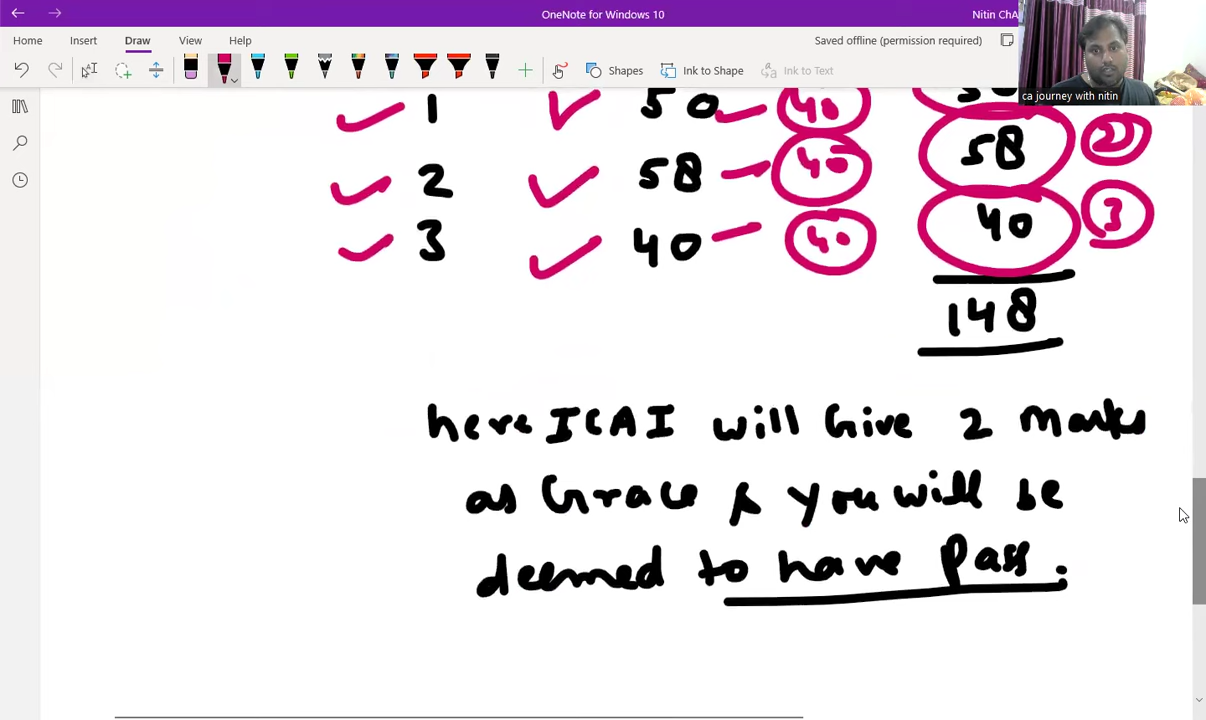 OneNote for Windows 10
Nitin ChA
Home Insert Draw View Help
Saved offline (permission required)
Shapes
Ink to Shape
Ink to Text
ca journey with nitin
1 50 40
2 58 40 58 2
3 40 40 40 3
148
here ICAI will Give 2 marks
as Grace & you will be
deemed to have pass.